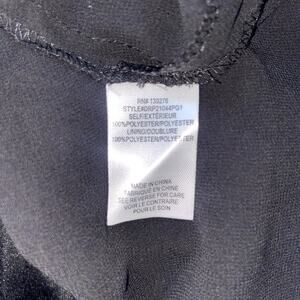 RN# 139276
STYLE#DRP21044PG1
SELF/EXTÉRIEUR
100%POLYESTER/POLYESTER
LINING/DOUBLURE
100%POLYESTER/POLYESTER
MADE IN CHINA
FABRIQUÉ EN CHINE
SEE REVERSE FOR CARE
VOIR LE CONTRAIRE
POUR LE SOIN